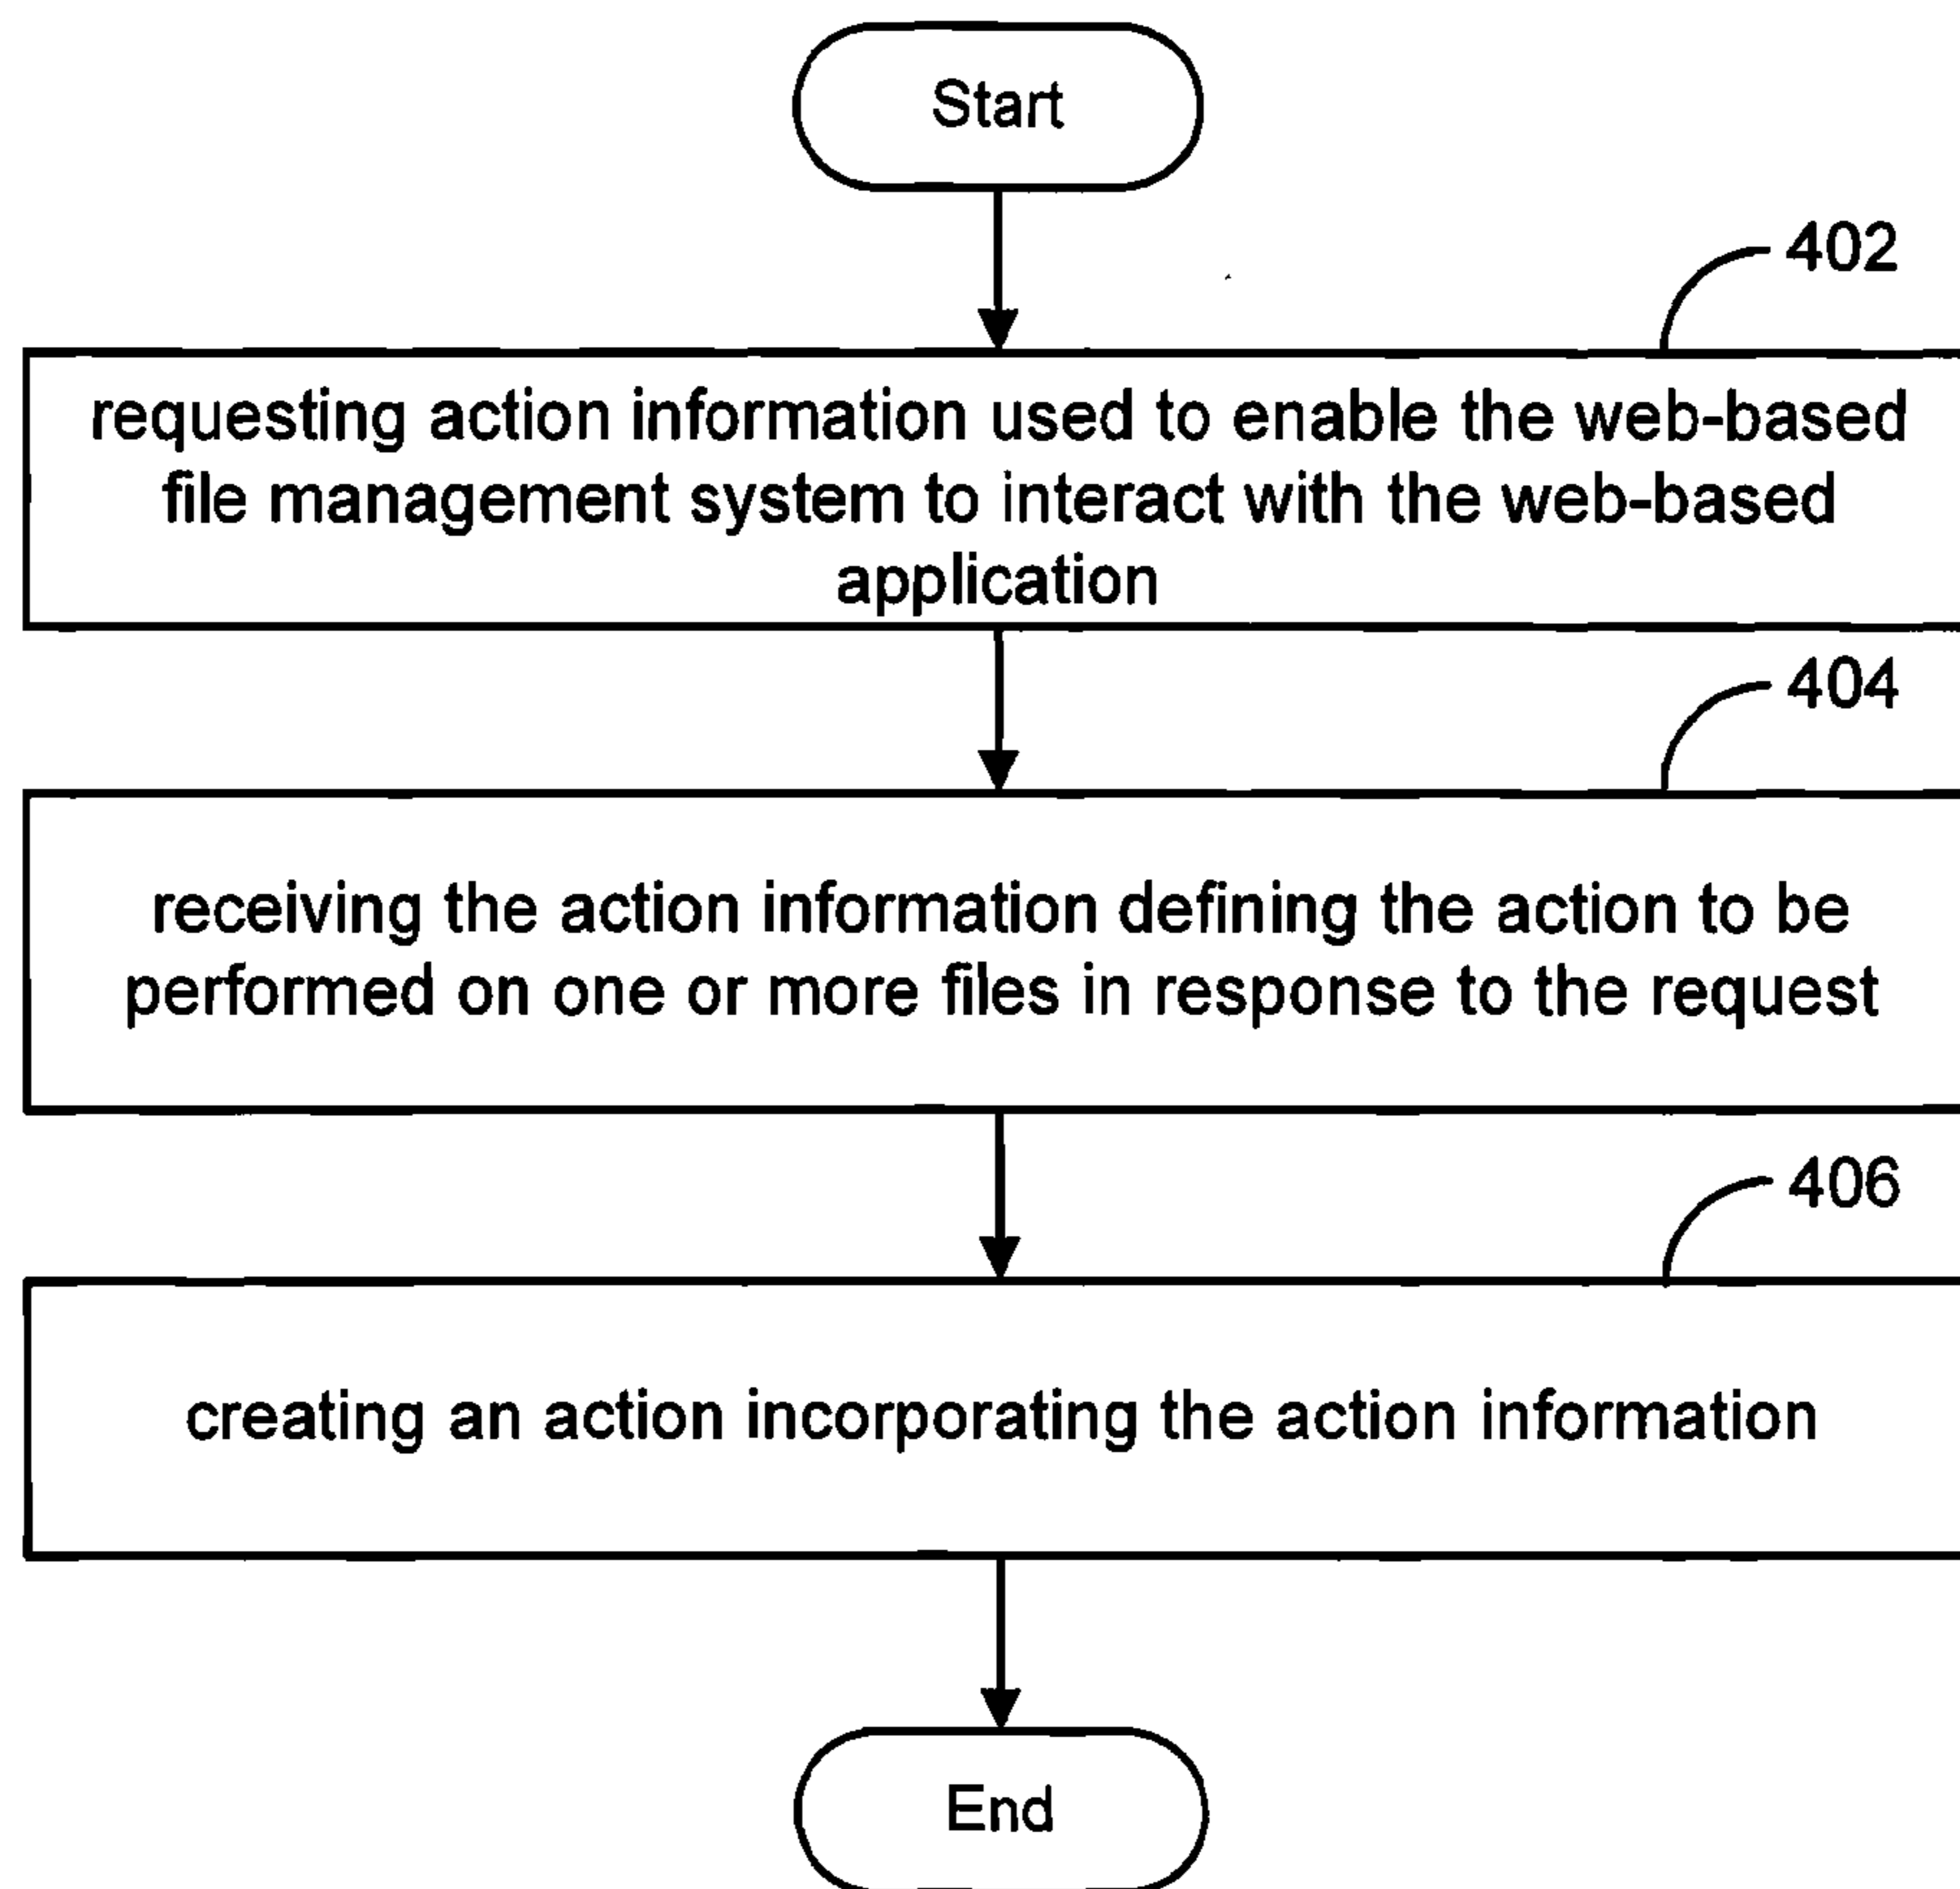 Start
402
requesting action information used to enable the web-based
file management system to interact with the web-based
application
404
receiving the action information defining the action to be
performed on one or more files in response to the request
406
creating an action incorporating the action information
End